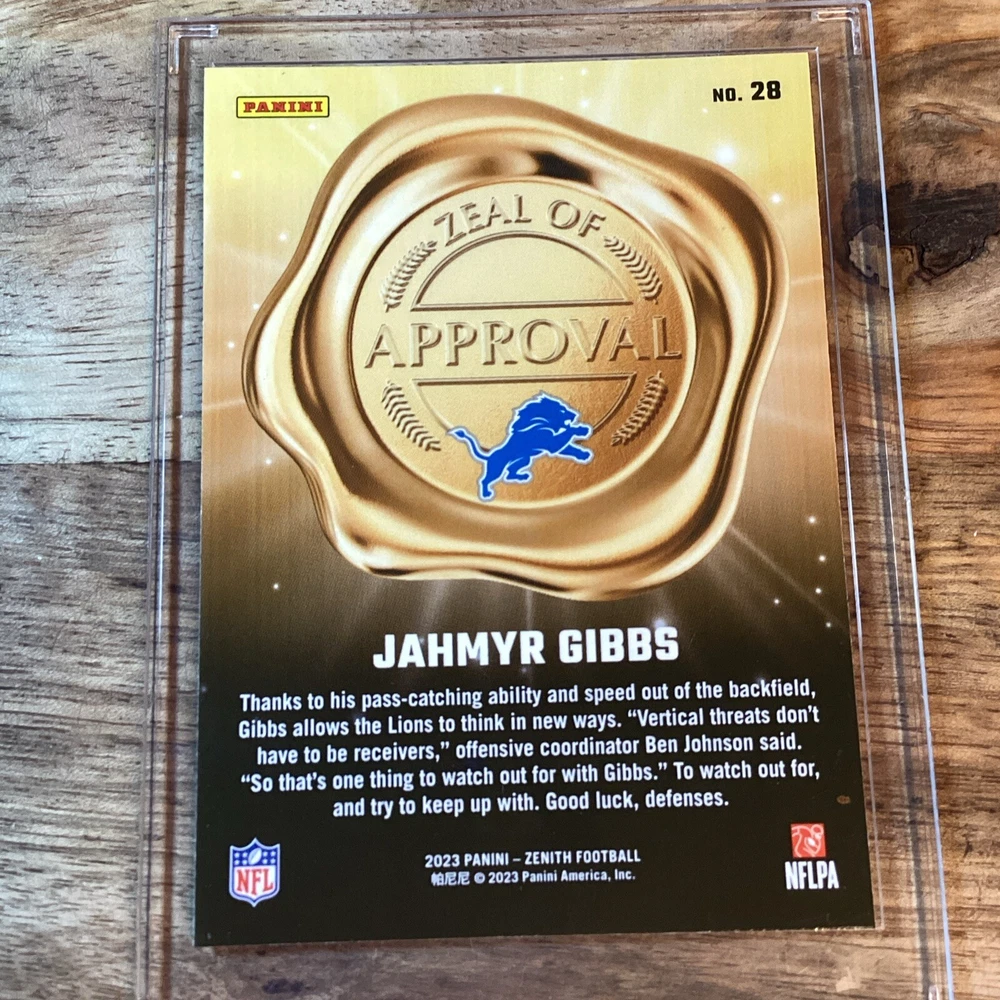 PANINI
NO. 28
ZEAL OF
APPROVAL
JAHMYR GIBBS
Thanks to his pass-catching ability and speed out of the backfield,
Gibbs allows the Lions to think in new ways. “Vertical threats don’t
have to be receivers,” offensive coordinator Ben Johnson said.
“So that’s one thing to watch out for with Gibbs.” To watch out for,
and try to keep up with. Good luck, defenses.
NFL
2023 PANINI – ZENITH FOOTBALL
帕尼尼 © 2023 Panini America, Inc.
NFLPA